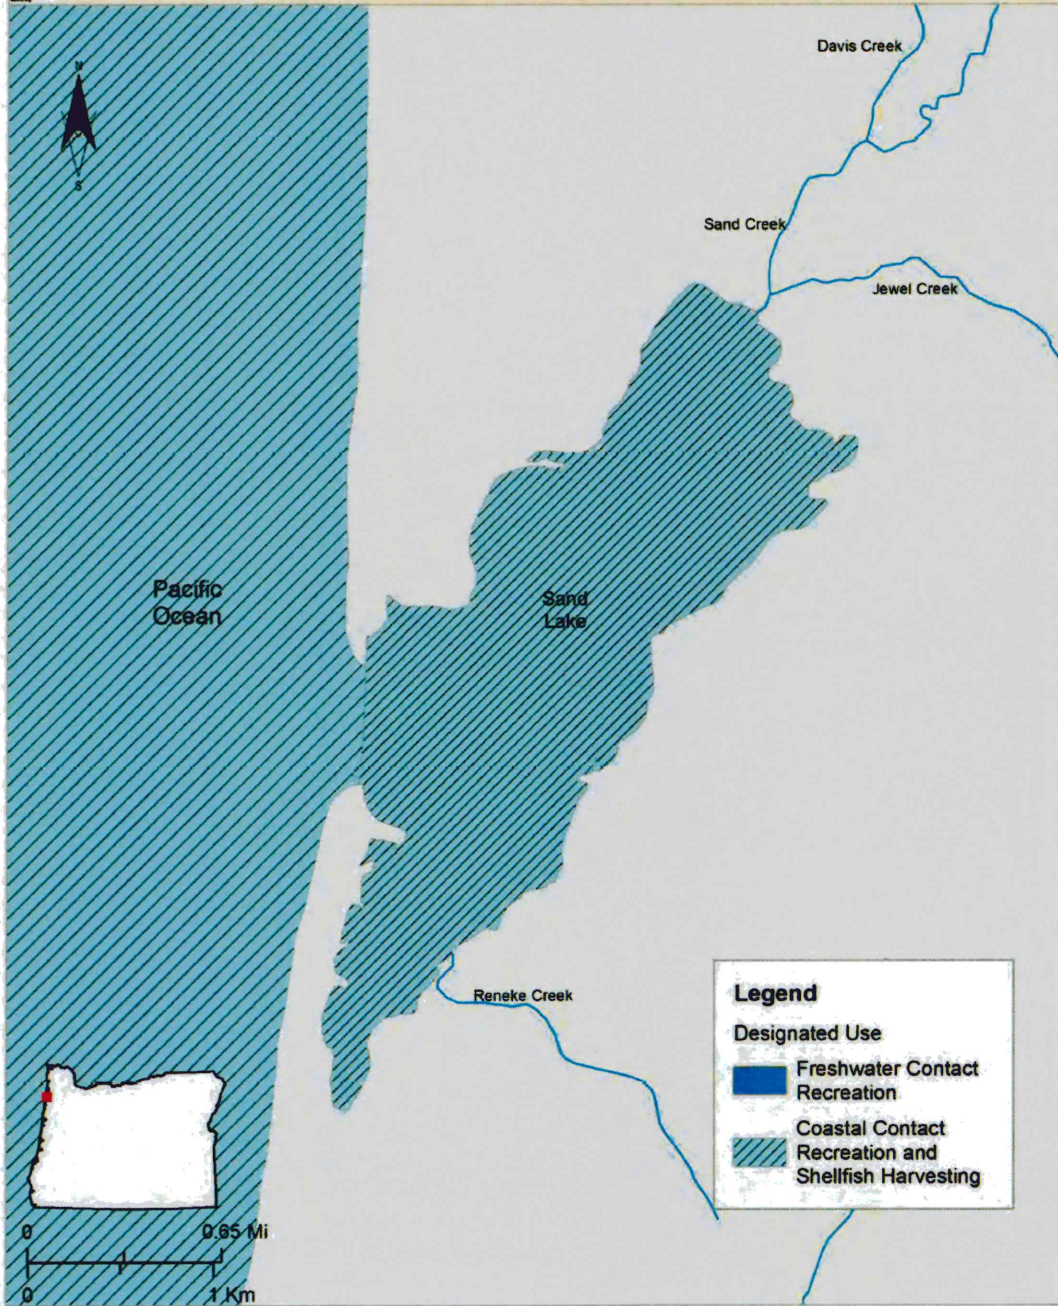 N
S
Davis Creek
Sand Creek
Jewel Creek
Pacific
Ocean
Sand
Lake
Reneke Creek
Legend
Designated Use
Freshwater Contact
Recreation
Coastal Contact
Recreation and
Shellfish Harvesting
0 0.65 Mi
0 1 Km